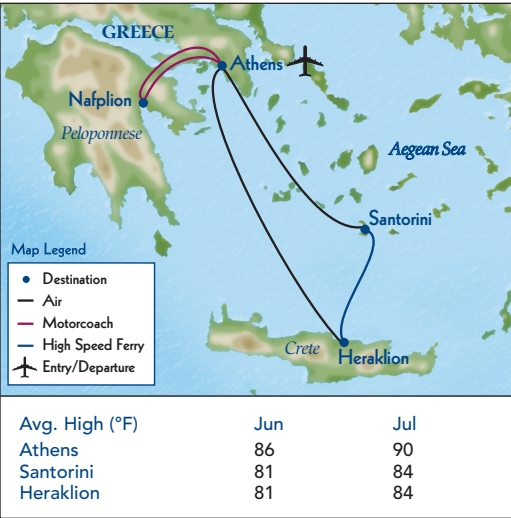 GREECE
Athens
Nafplion
Peloponnese
Aegean Sea
Santorini
Map Legend
Destination
Air
Motorcoach
High Speed Ferry
Entry/Departure
Crete
Heraklion
Avg. High (°F) Jun Jul
Athens 86 90
Santorini 81 84
Heraklion 81 84